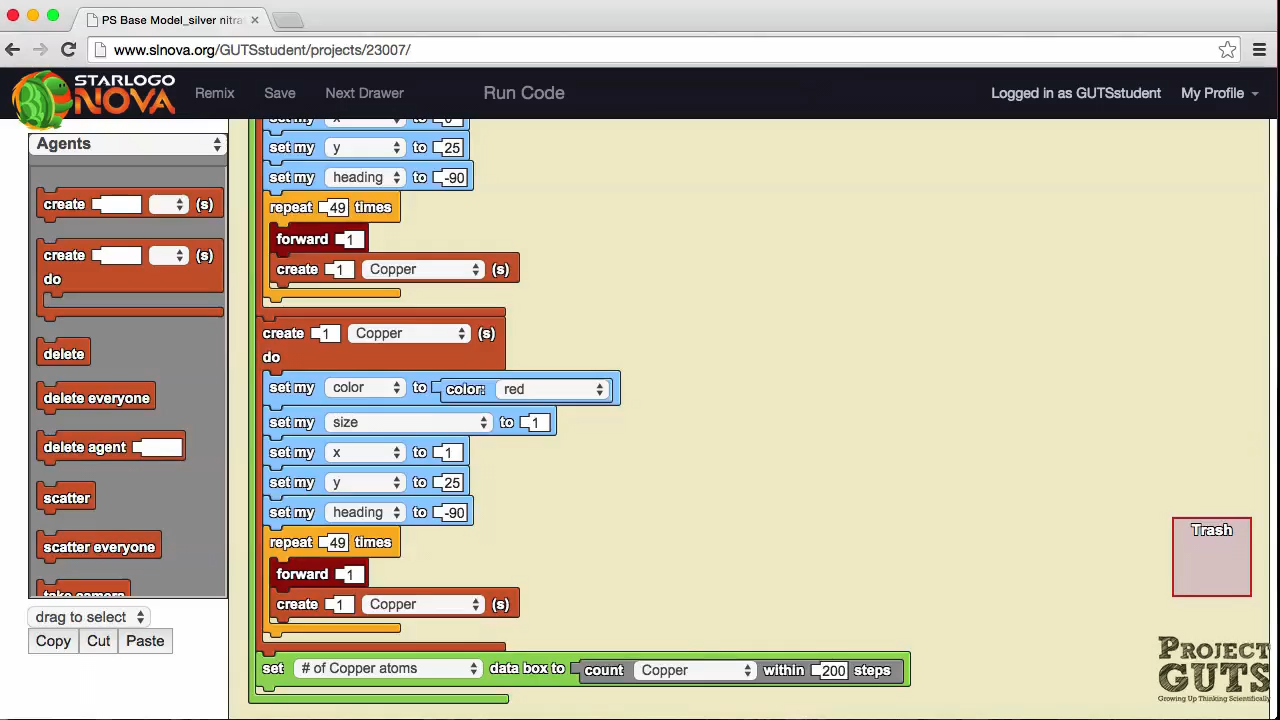 PS Base Model_silver nitra
www.slnova.org/GUTSstudent/projects/23007/
STARLOGO NOVA Remix Save Next Drawer Run Code Logged in as GUTSstudent My Profile
Agents
create (s)
create (s)
do
delete
delete everyone
delete agent
scatter
scatter everyone
drag to select
Copy Cut Paste
set my y to 25
set my heading to -90
repeat 49 times
forward 1
create 1 Copper (s)
create 1 Copper (s)
do
set my color to color: red
set my size to 1
set my x to 1
set my y to 25
set my heading to -90
repeat 49 times
forward 1
create 1 Copper (s)
set # of Copper atoms data box to count Copper within 200 steps
Trash
PROJECT
GUTS
Growing Up Thinking Scientifically